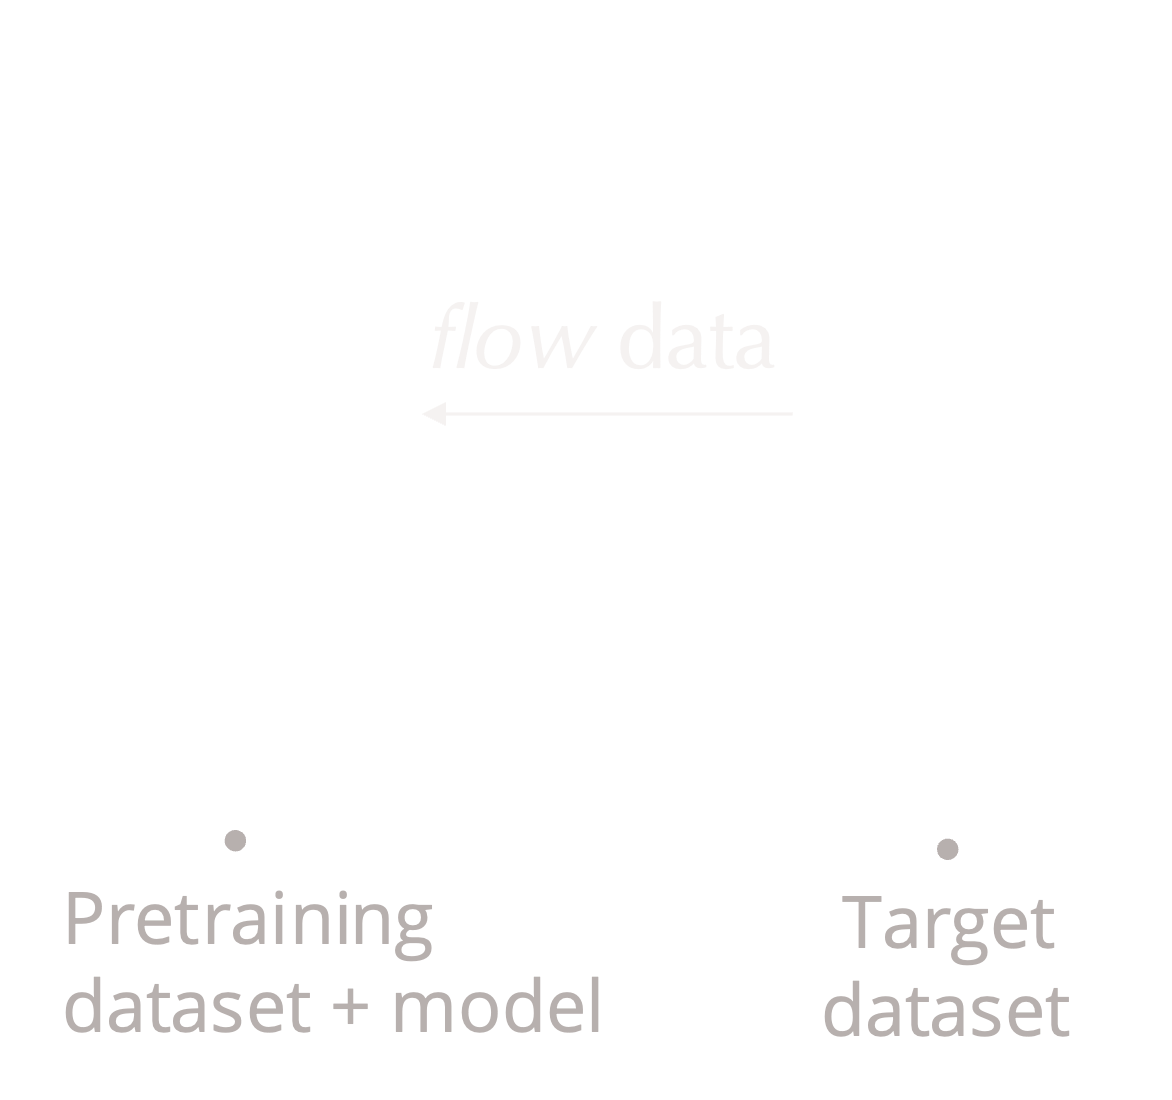 flow data
Pretraining
dataset + model
Target
dataset